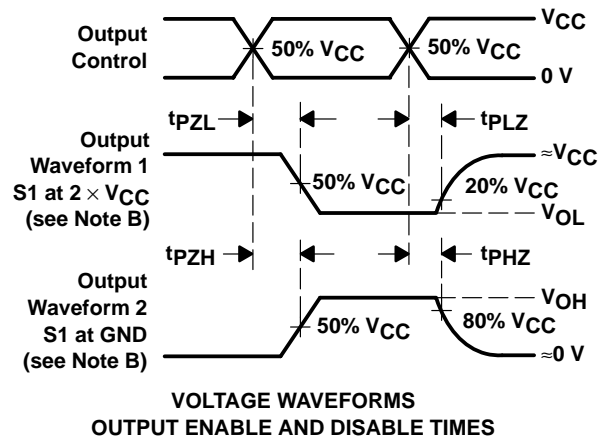 Output
Control
50% VCC
50% VCC
VCC
0 V
tPZL
tPLZ
Output
Waveform 1
S1 at 2 × VCC
(see Note B)
50% VCC
≈VCC
20% VCC
VOL
tPZH
tPHZ
Output
Waveform 2
S1 at GND
(see Note B)
50% VCC
VOH
80% VCC
≈0 V
VOLTAGE WAVEFORMS
OUTPUT ENABLE AND DISABLE TIMES